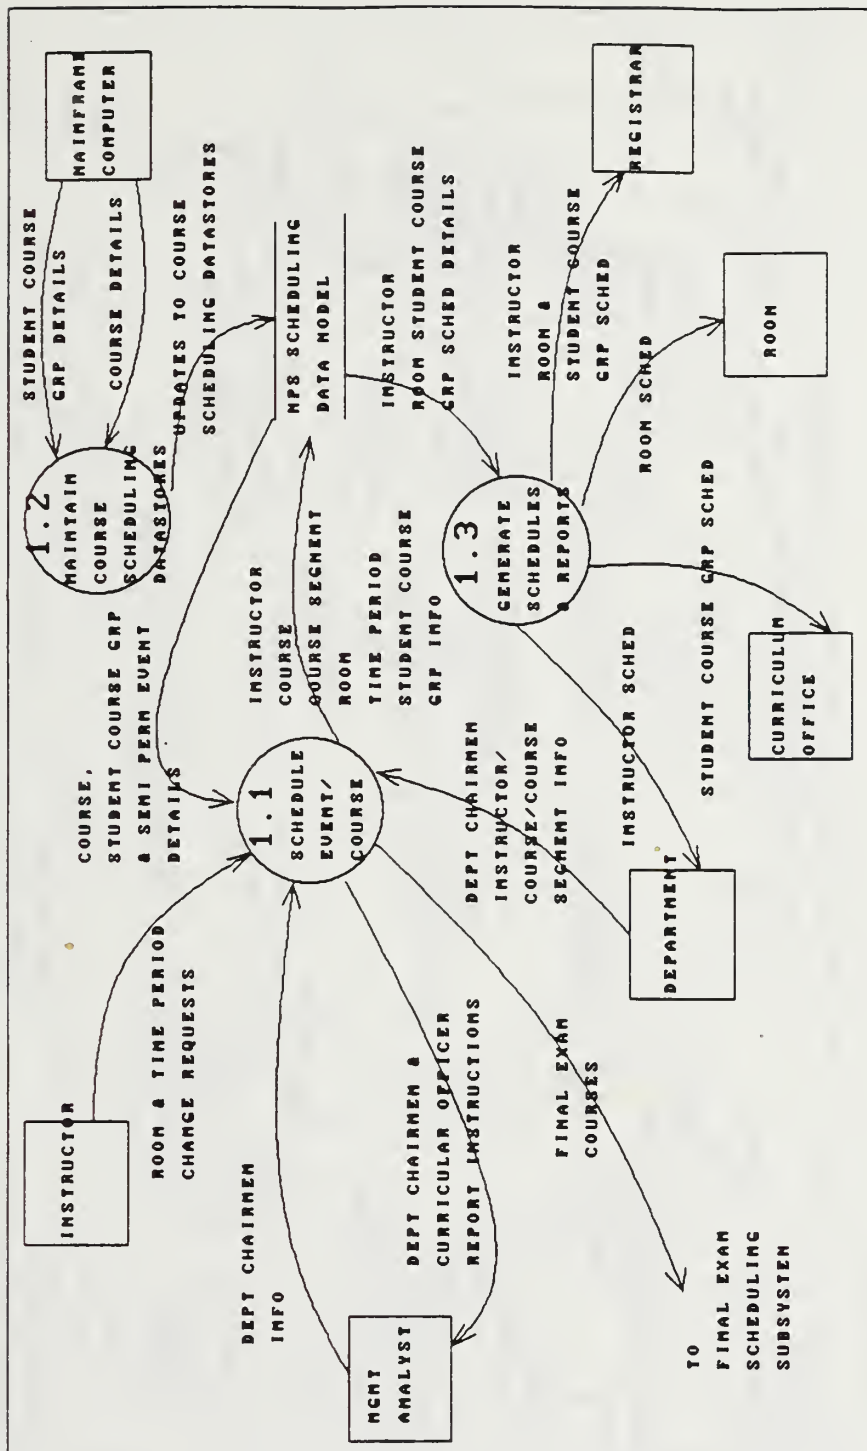 INSTRUCTOR
ROOM & TIME PERIOD
CHANGE REQUESTS
COURSE,
STUDENT COURSE GRP
& SEMI PERM EVENT
DETAILS
1.2
MAINTAIN
COURSE
SCHEDULING
DATASTORES
STUDENT COURSE
GRP DETAILS
COURSE DETAILS
MAINFRAME
COMPUTER
UPDATES TO COURSE
SCHEDULING DATASTORES
DEPT CHAIRMEN
INFO
1.1
SCHEDULE
EVENT/
COURSE
INSTRUCTOR
COURSE
COURSE SEGMENT
ROOM
TIME PERIOD
STUDENT COURSE
GRP INFO
NPS SCHEDULING
DATA MODEL
INSTRUCTOR
ROOM STUDENT COURSE
GRP SCHED DETAILS
MGMT
ANALYST
DEPT CHAIRMEN &
CURRICULAR OFFICER
REPORT INSTRUCTIONS
DEPT CHAIRMEN
INSTRUCTOR/
COURSE/COURSE
SEGMENT INFO
1.3
GENERATE
SCHEDULES
& REPORTS
INSTRUCTOR
ROOM &
STUDENT COURSE
GRP SCHED
REGISTRAR
FINAL EXAM
COURSES
INSTRUCTOR SCHED
ROOM SCHED
TO
FINAL EXAM
SCHEDULING
SUBSYSTEM
DEPARTMENT
STUDENT COURSE GRP SCHED
CURRICULUM
OFFICE
ROOM